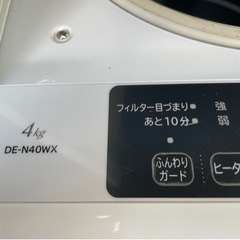 4kg
DE-N40WX
フィルター目づまり 強
あと10分 弱
ふんわり
ガード
ヒータ